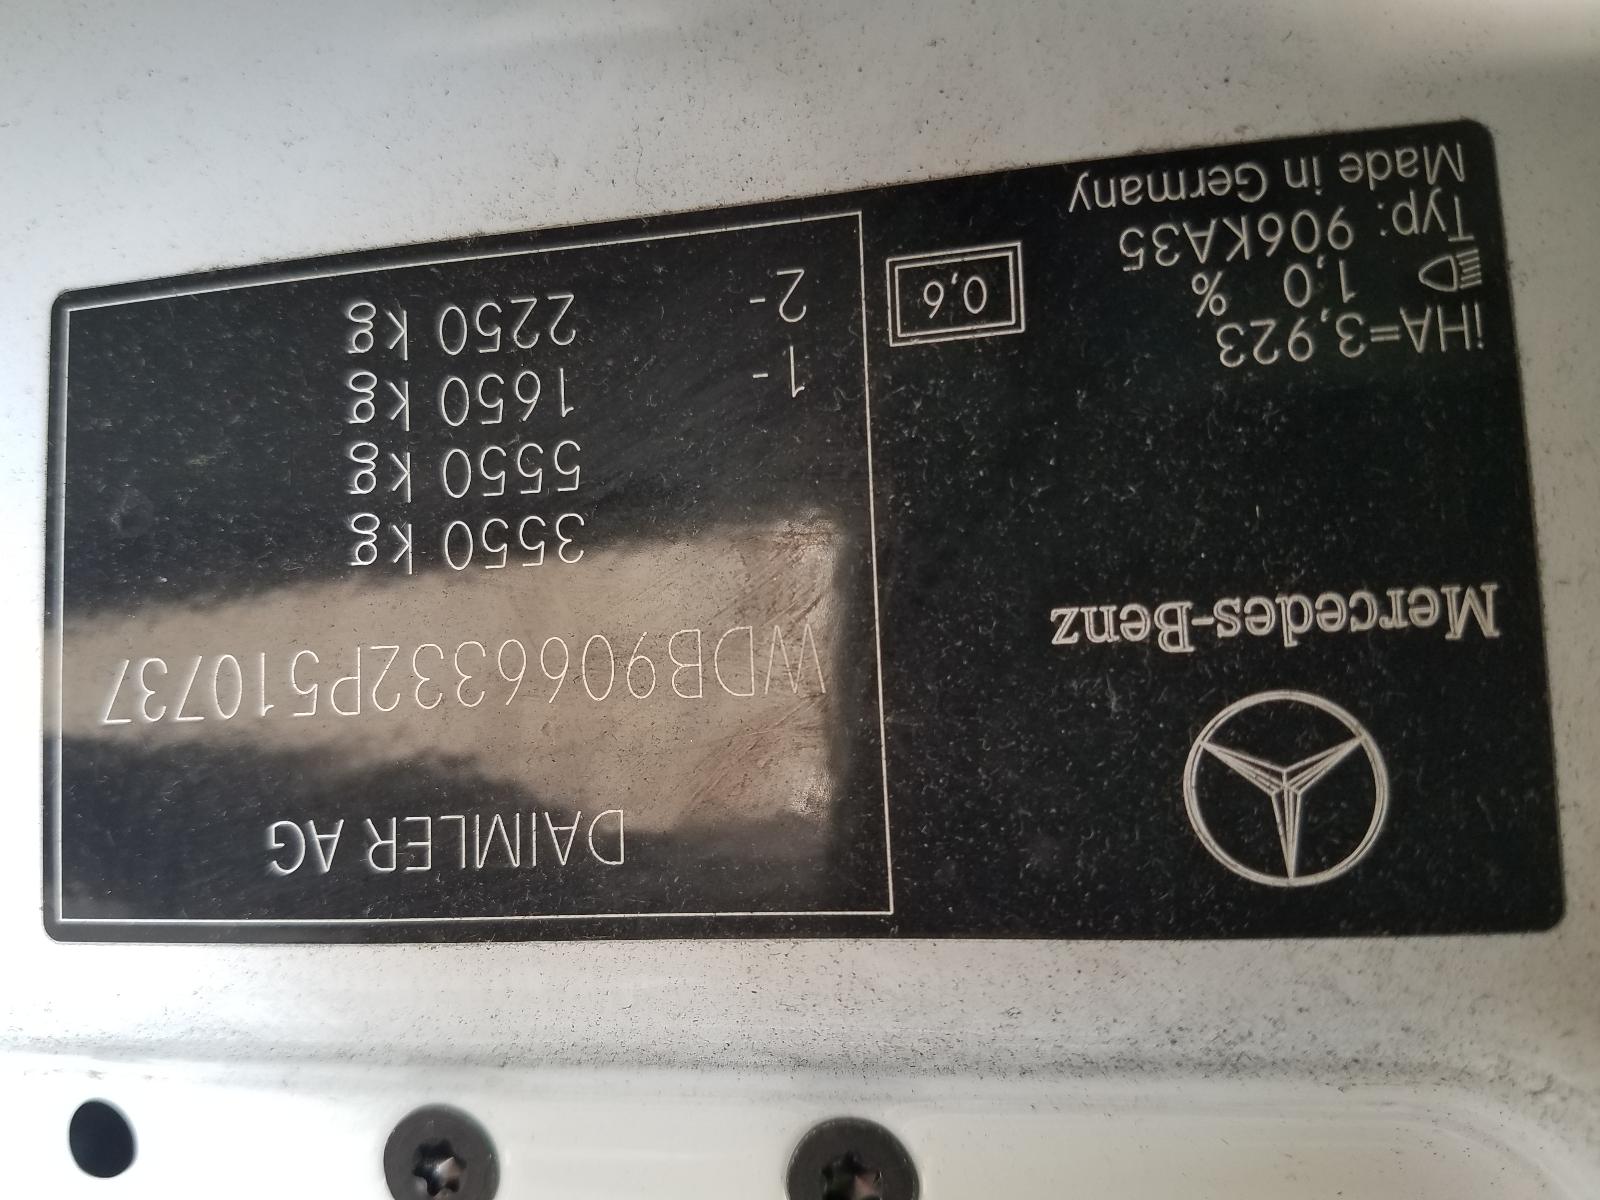 Mercedes-Benz
iHA=3,923
1,0 %
Typ: 906KA35
Made in Germany
0,6
DAIMLER AG
WDB9066332P510737
3550 kg
5550 kg
1- 1650 kg
2- 2250 kg